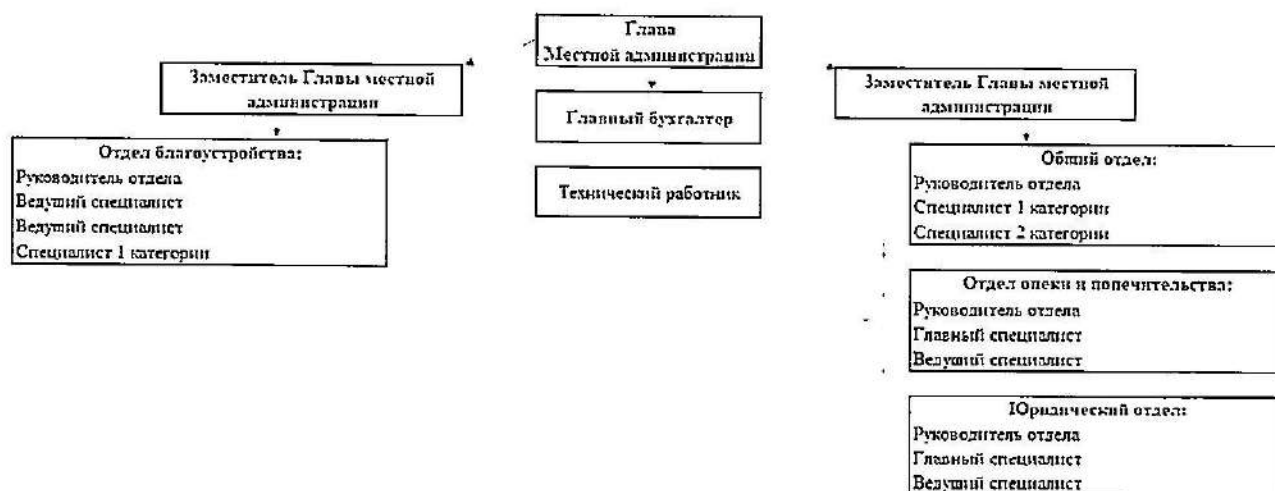 Глава
Местной администрации
Заместитель Главы местной
администрации
Главный бухгалтер
Технический работник
Заместитель Главы местной
администрации
Отдел благоустройства:
Руководитель отдела
Ведущий специалист
Ведущий специалист
Специалист 1 категории
Общий отдел:
Руководитель отдела
Специалист 1 категории
Специалист 2 категории
Отдел опеки и попечительства:
Руководитель отдела
Главный специалист
Ведущий специалист
Юридический отдел:
Руководитель отдела
Главный специалист
Ведущий специалист